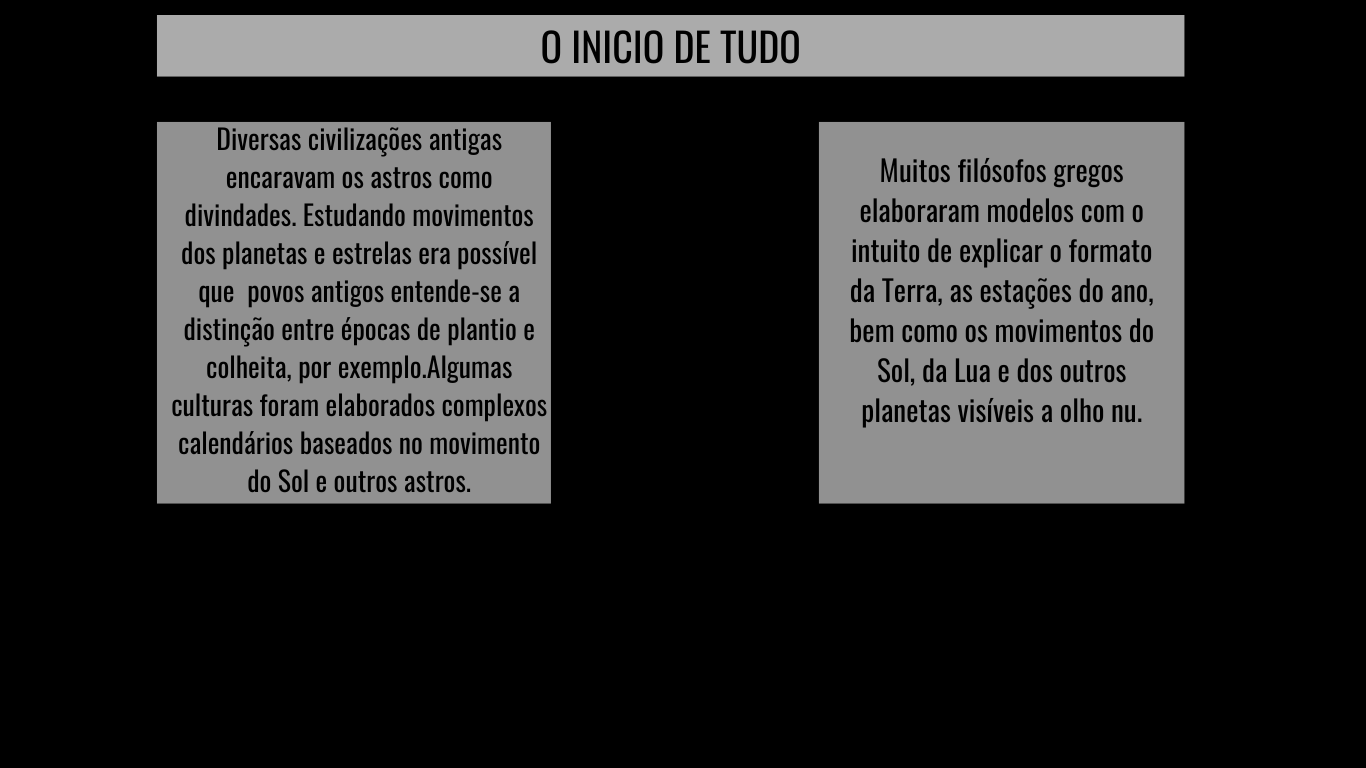 O INICIO DE TUDO
Diversas civilizações antigas
encaravam os astros como
divindades. Estudando movimentos
dos planetas e estrelas era possível
que  povos antigos entende-se a
distinção entre épocas de plantio e
colheita, por exemplo.Algumas
culturas foram elaborados complexos
calendários baseados no movimento
do Sol e outros astros.
Muitos filósofos gregos
elaboraram modelos com o
intuito de explicar o formato
da Terra, as estações do ano,
bem como os movimentos do
Sol, da Lua e dos outros
planetas visíveis a olho nu.